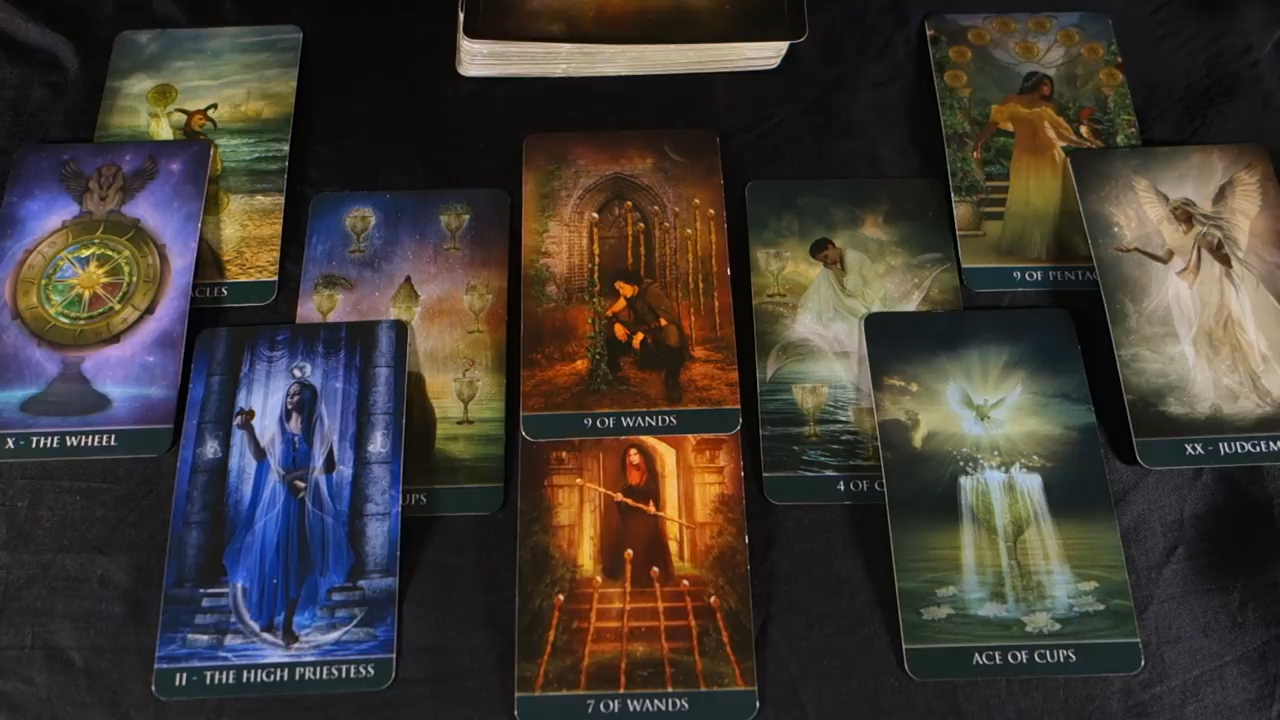 ACLES
9 OF PENTAC
X - THE WHEEL
UPS
9 OF WANDS
4 OF C
XX - JUDGEM
II - THE HIGH PRIESTESS
7 OF WANDS
ACE OF CUPS